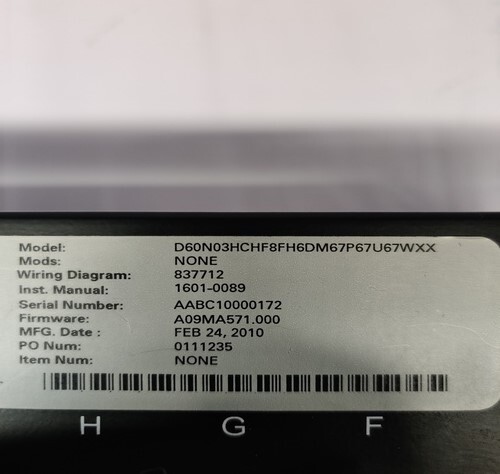 Model: D60N03HCHF8FH6DM67P67U67WXX
Mods: NONE
Wiring Diagram: 837712
Inst. Manual: 1601-0089
Serial Number: AABC10000172
Firmware: A09MA571.000
MFG. Date : FEB 24, 2010
PO Num: 0111235
Item Num: NONE
H G F